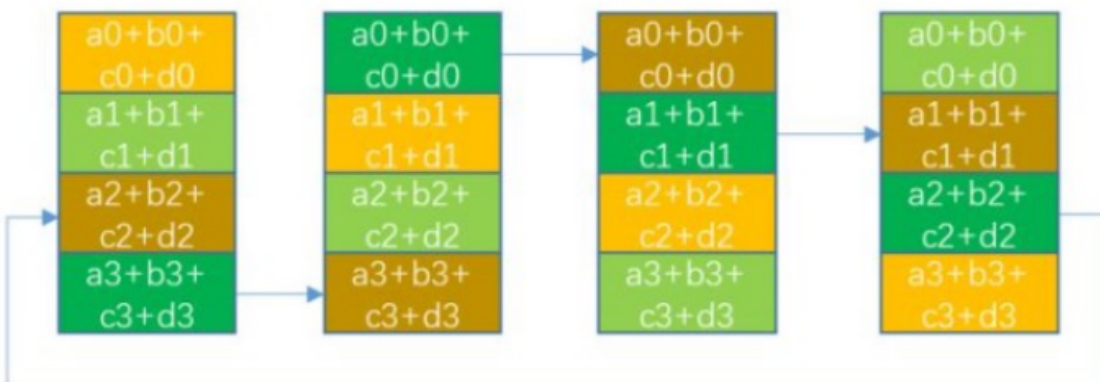 a0+b0+
c0+d0
a1+b1+
c1+d1
a2+b2+
c2+d2
a3+b3+
c3+d3
a0+b0+
c0+d0
a1+b1+
c1+d1
a2+b2+
c2+d2
a3+b3+
c3+d3
a0+b0+
c0+d0
a1+b1+
c1+d1
a2+b2+
c2+d2
a3+b3+
c3+d3
a0+b0+
c0+d0
a1+b1+
c1+d1
a2+b2+
c2+d2
a3+b3+
c3+d3